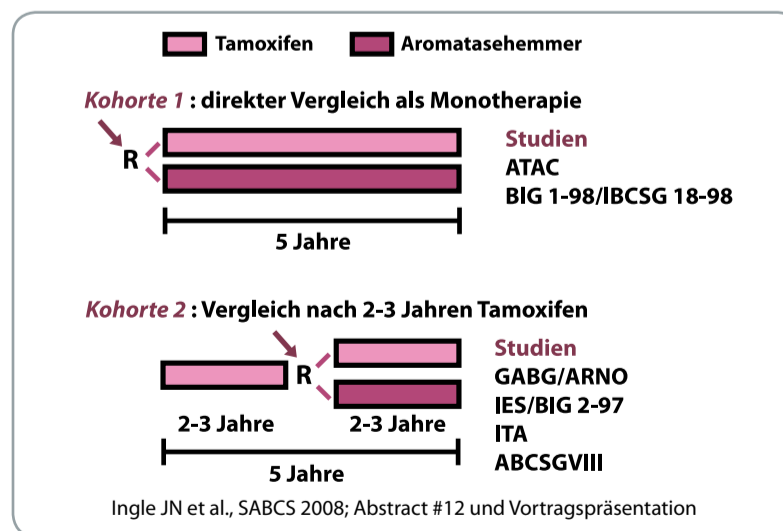 Tamoxifen Aromatasehemmer
Kohorte 1 : direkter Vergleich als Monotherapie
R
Studien
ATAC
BIG 1-98/IBCSG 18-98
5 Jahre
Kohorte 2 : Vergleich nach 2-3 Jahren Tamoxifen
R
2-3 Jahre 2-3 Jahre
5 Jahre
Studien
GABG/ARNO
IES/BIG 2-97
ITA
ABCSGVIII
Ingle JN et al., SABCS 2008; Abstract #12 und Vortragspräsentation